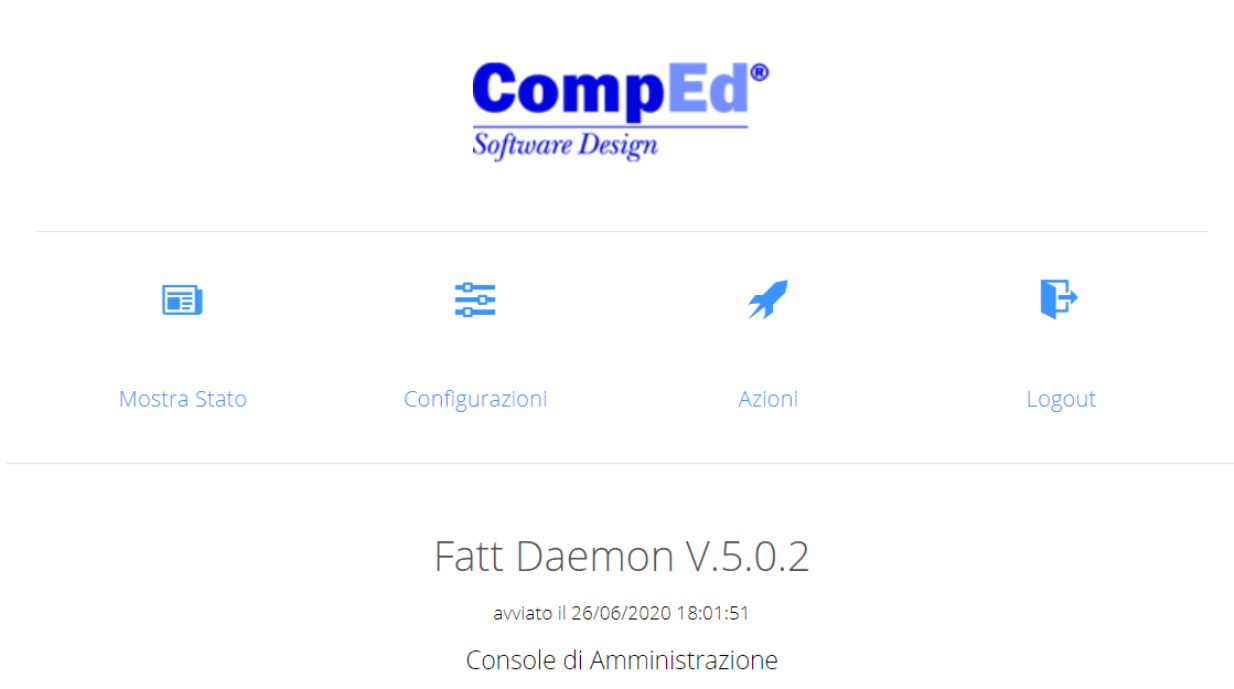 CompEd®
Software Design
Mostra Stato
Configurazioni
Azioni
Logout
Fatt Daemon V.5.0.2
avviato il 26/06/2020 18:01:51
Console di Amministrazione